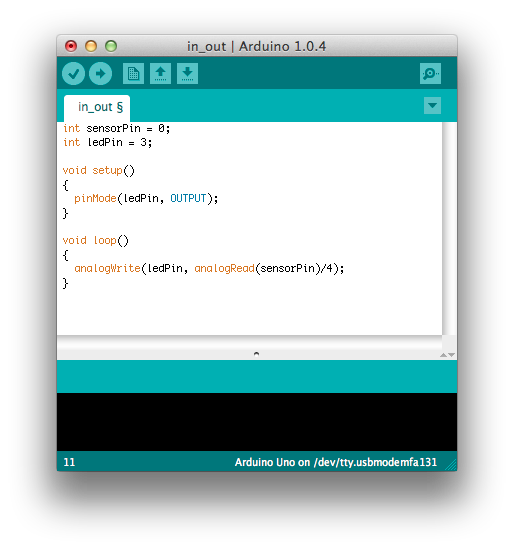 in_out | Arduino 1.0.4
in_out §
int sensorPin = 0;
int ledPin = 3;
void setup()
{
  pinMode(ledPin, OUTPUT);
}
void loop()
{
  analogWrite(ledPin, analogRead(sensorPin)/4);
}
11
Arduino Uno on /dev/tty.usbmodemfa131